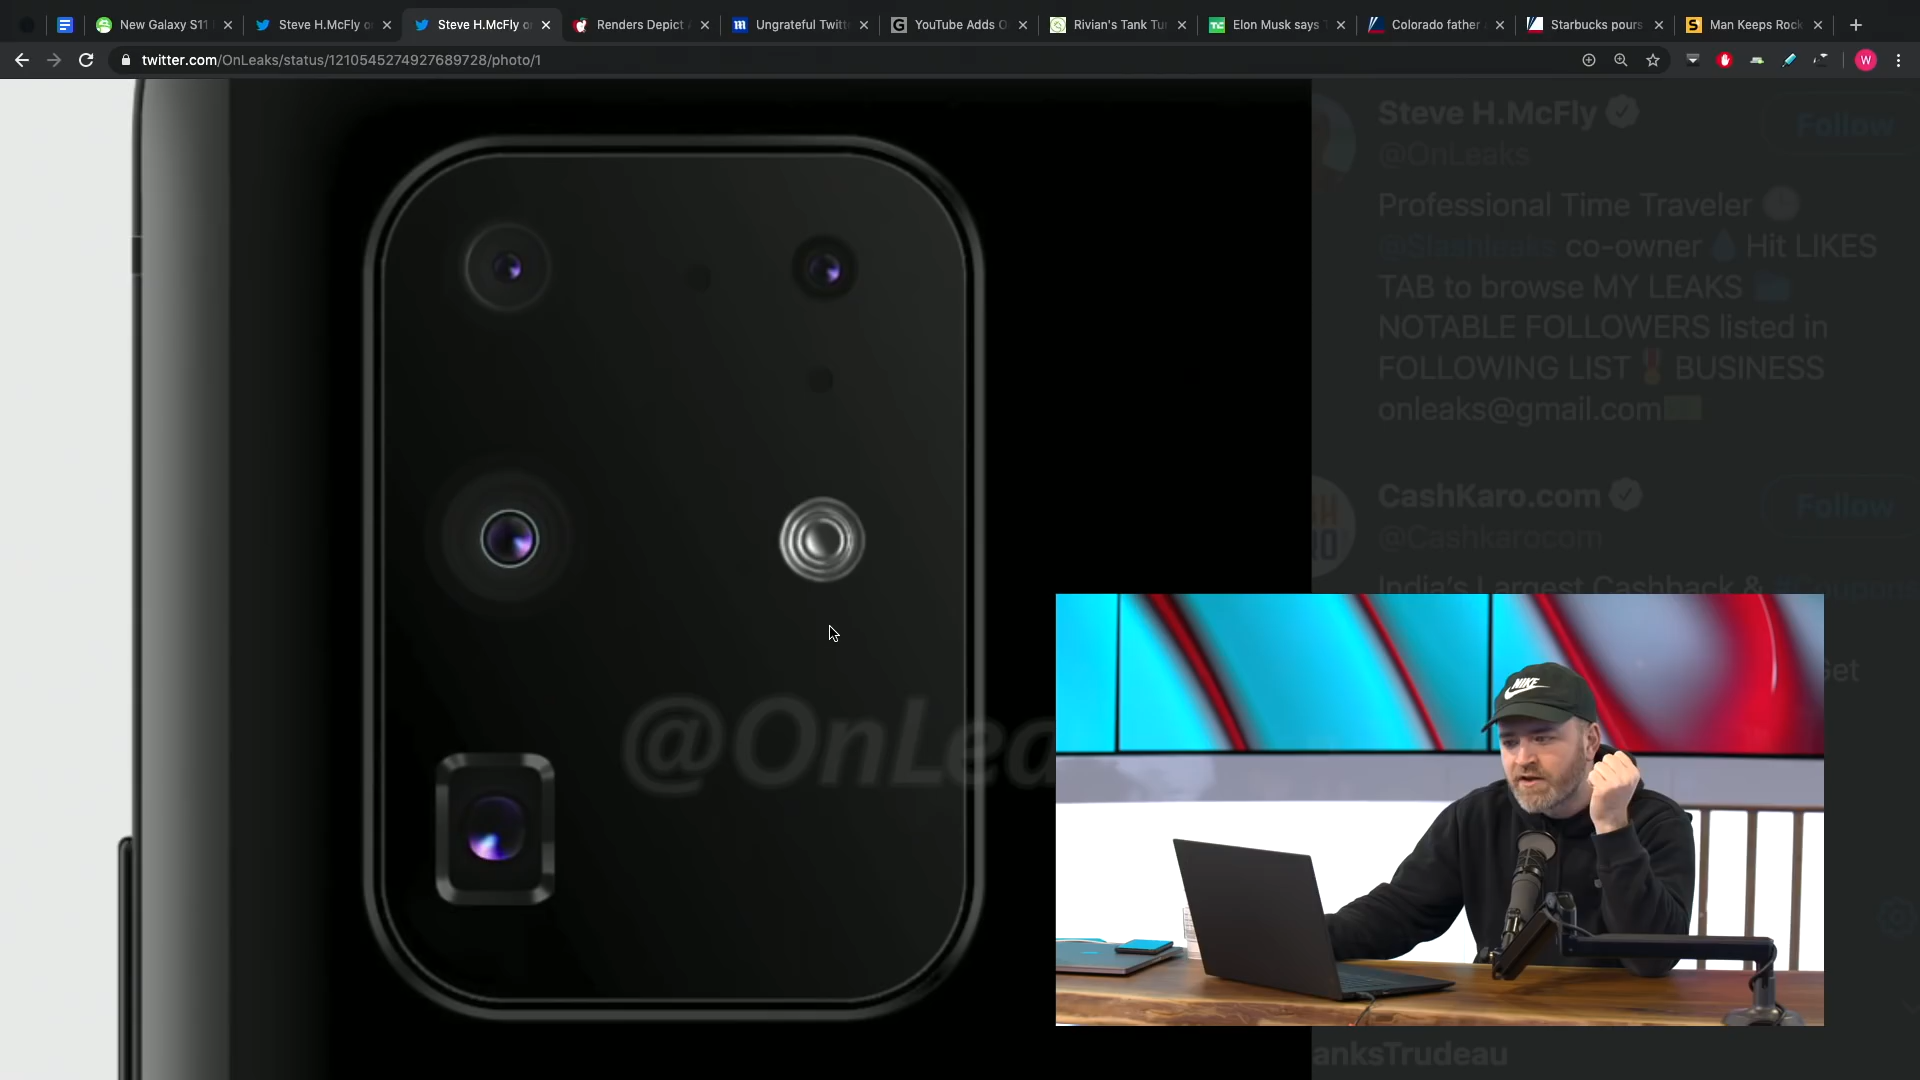 New Galaxy S11
Steve H.McFly o
Steve H.McFly o
Renders Depict
Ungrateful Twitt
YouTube Adds
Rivian's Tank Tu
Elon Musk says
Colorado father
Starbucks pours
Man Keeps Rock
twitter.com/OnLeaks/status/1210545274927689728/photo/1
W
Steve H.McFly
Follow
@OnLeaks
Professional Time Traveler
@Slashleaks co-owner 💧 Hit LIKES
TAB to browse MY LEAKS
NOTABLE FOLLOWERS listed in
FOLLOWING LIST 🎖 BUSINESS
onleaks@gmail.com
CashKaro.com
Follow
@Cashkarocom
India's Largest Cashback & #Coupons
Get
@OnLea
NIKE
anksTrudeau